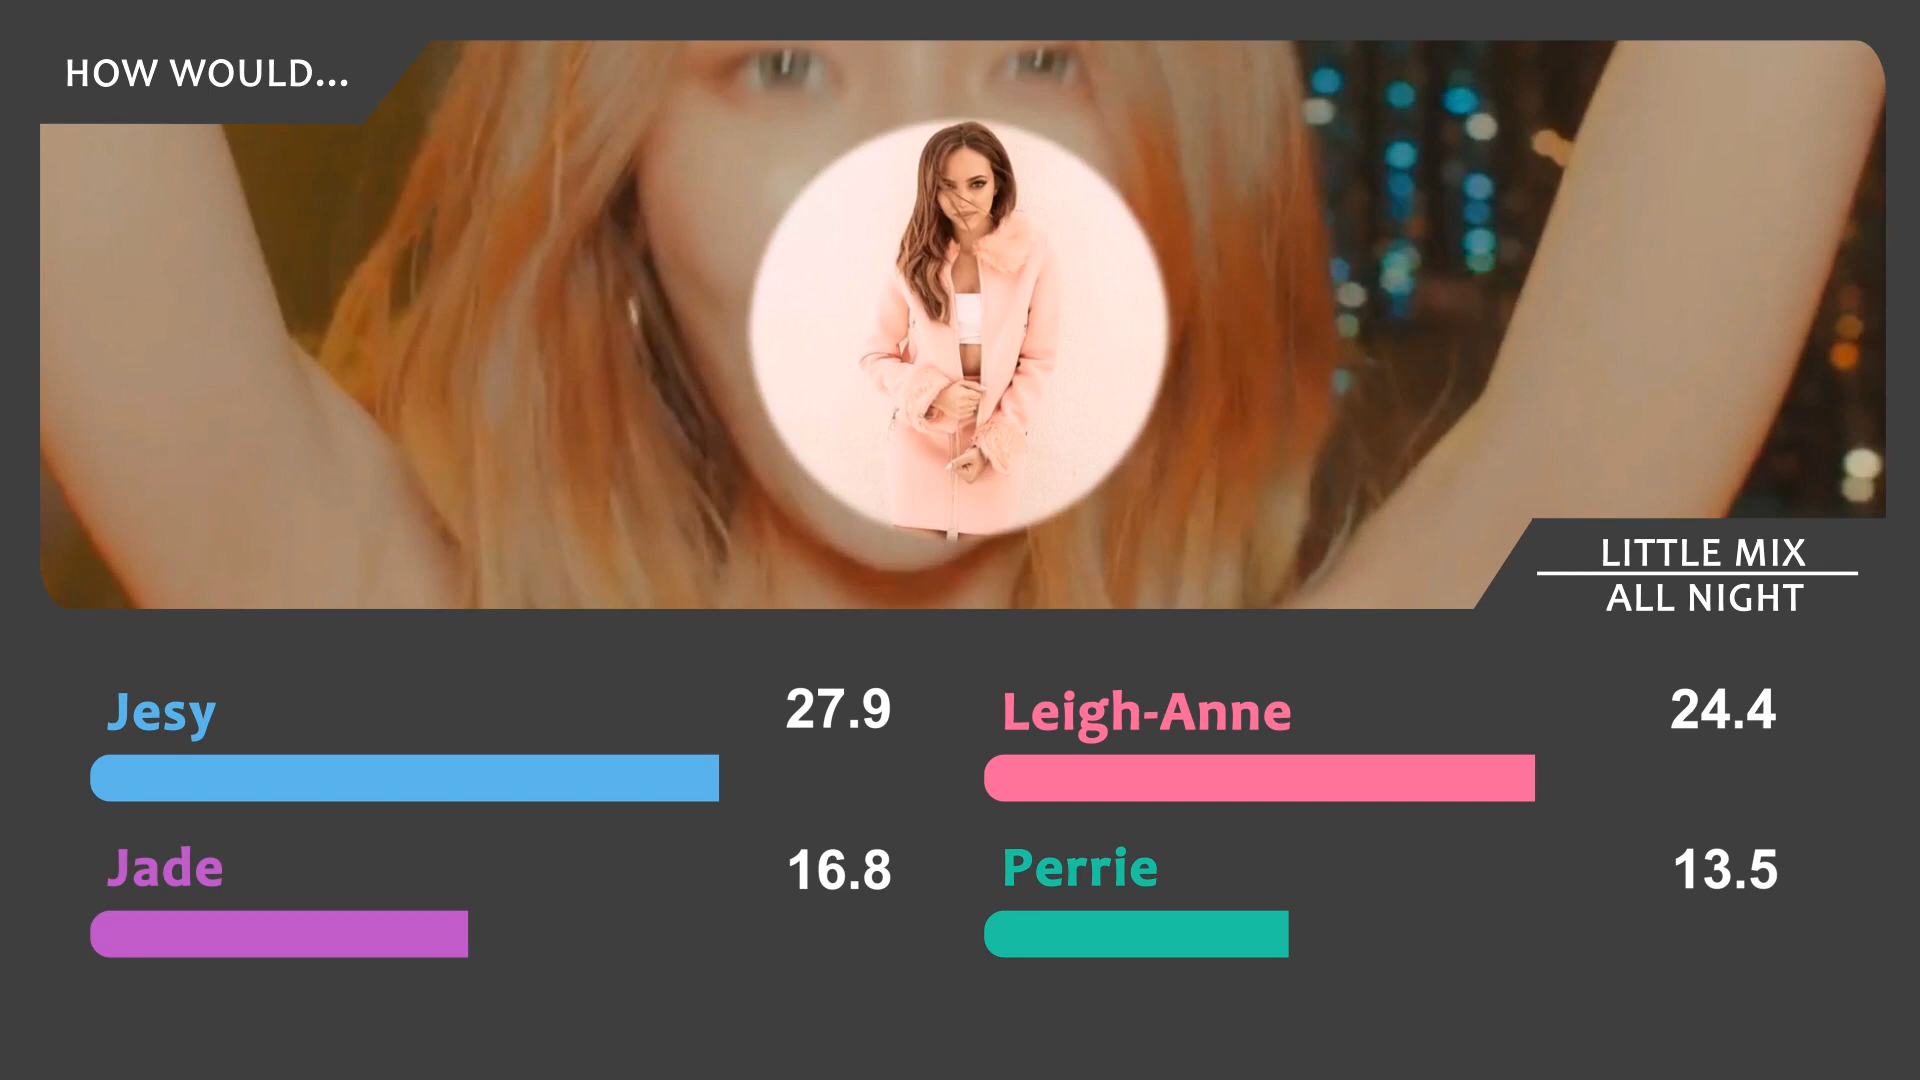 HOW WOULD...
LITTLE MIX
ALL NIGHT
Jesy 27.9
Leigh-Anne 24.4
Jade 16.8
Perrie 13.5